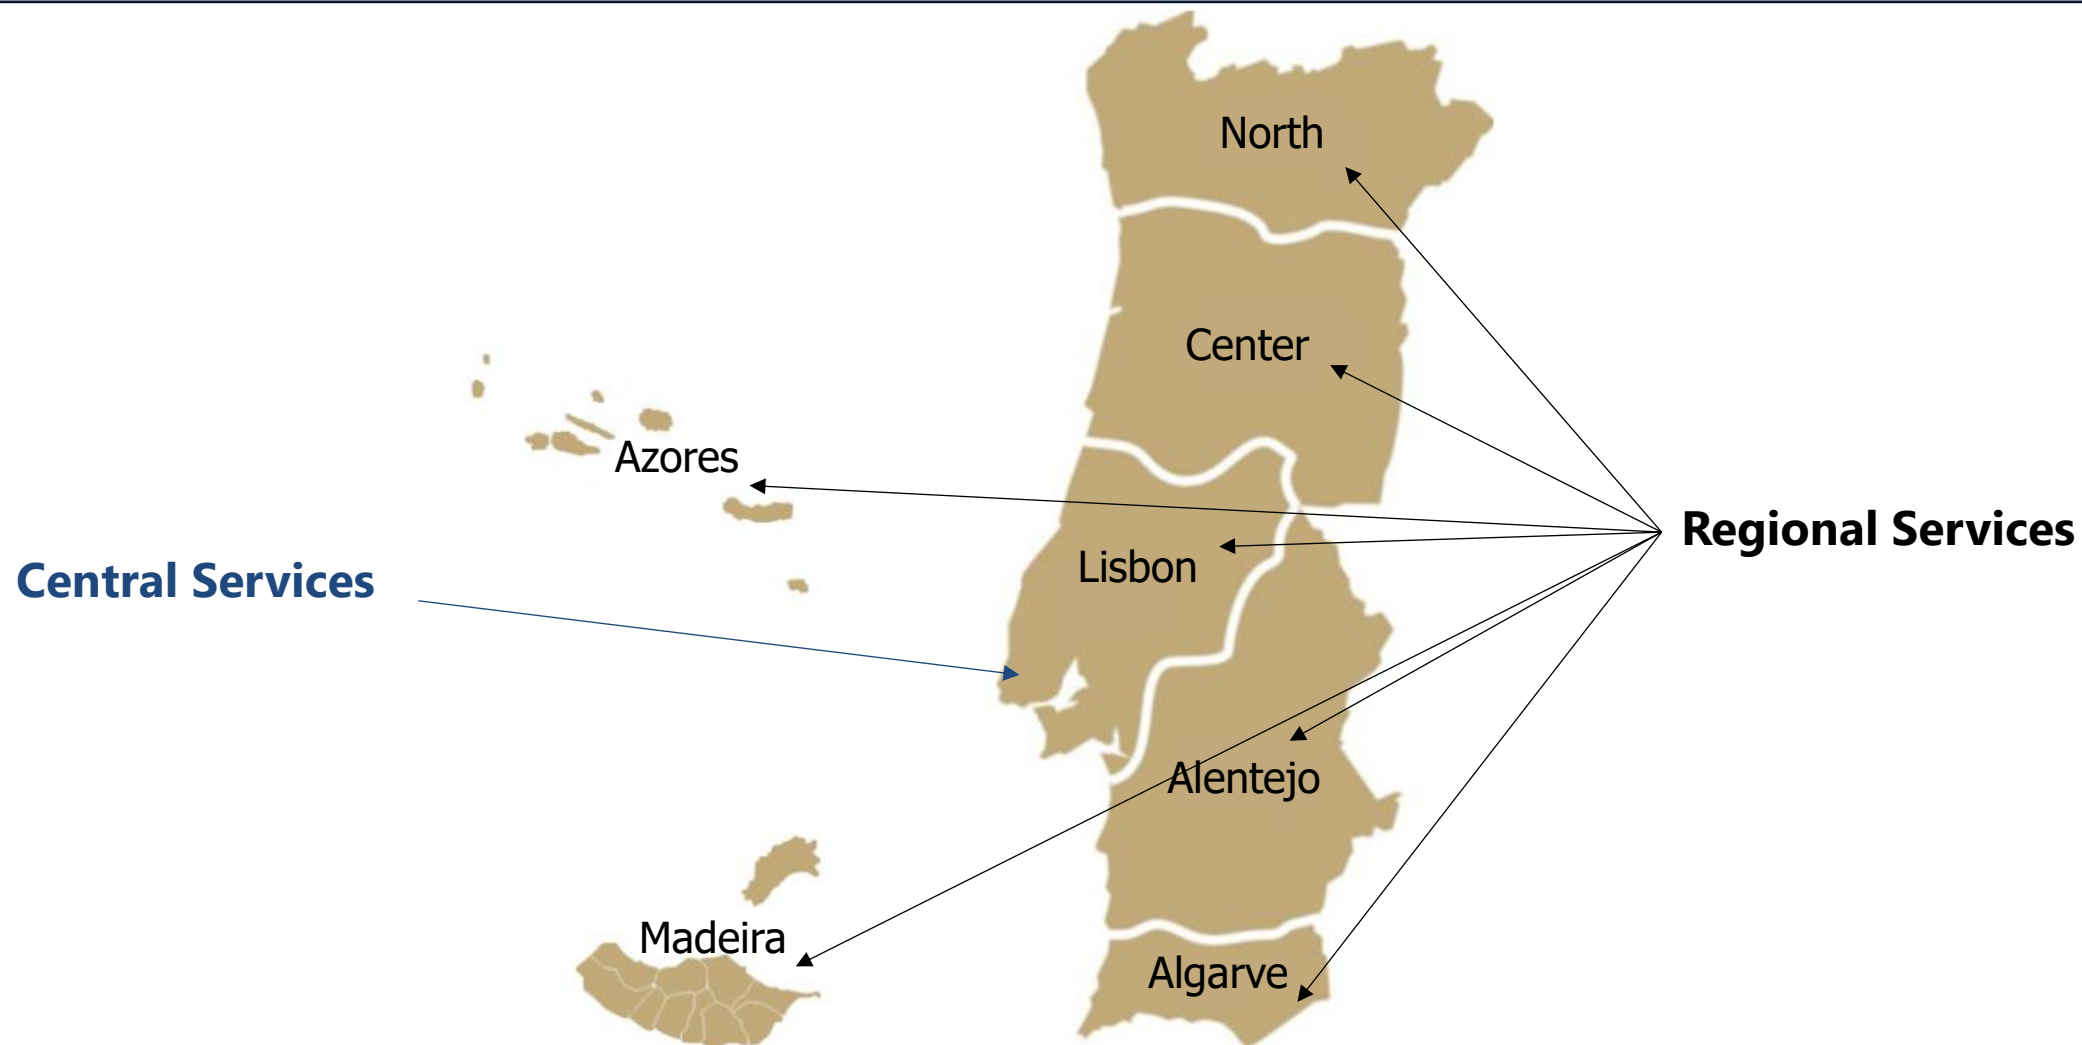 North
Center
Azores
Regional Services
Lisbon
Central Services
Alentejo
Madeira
Algarve